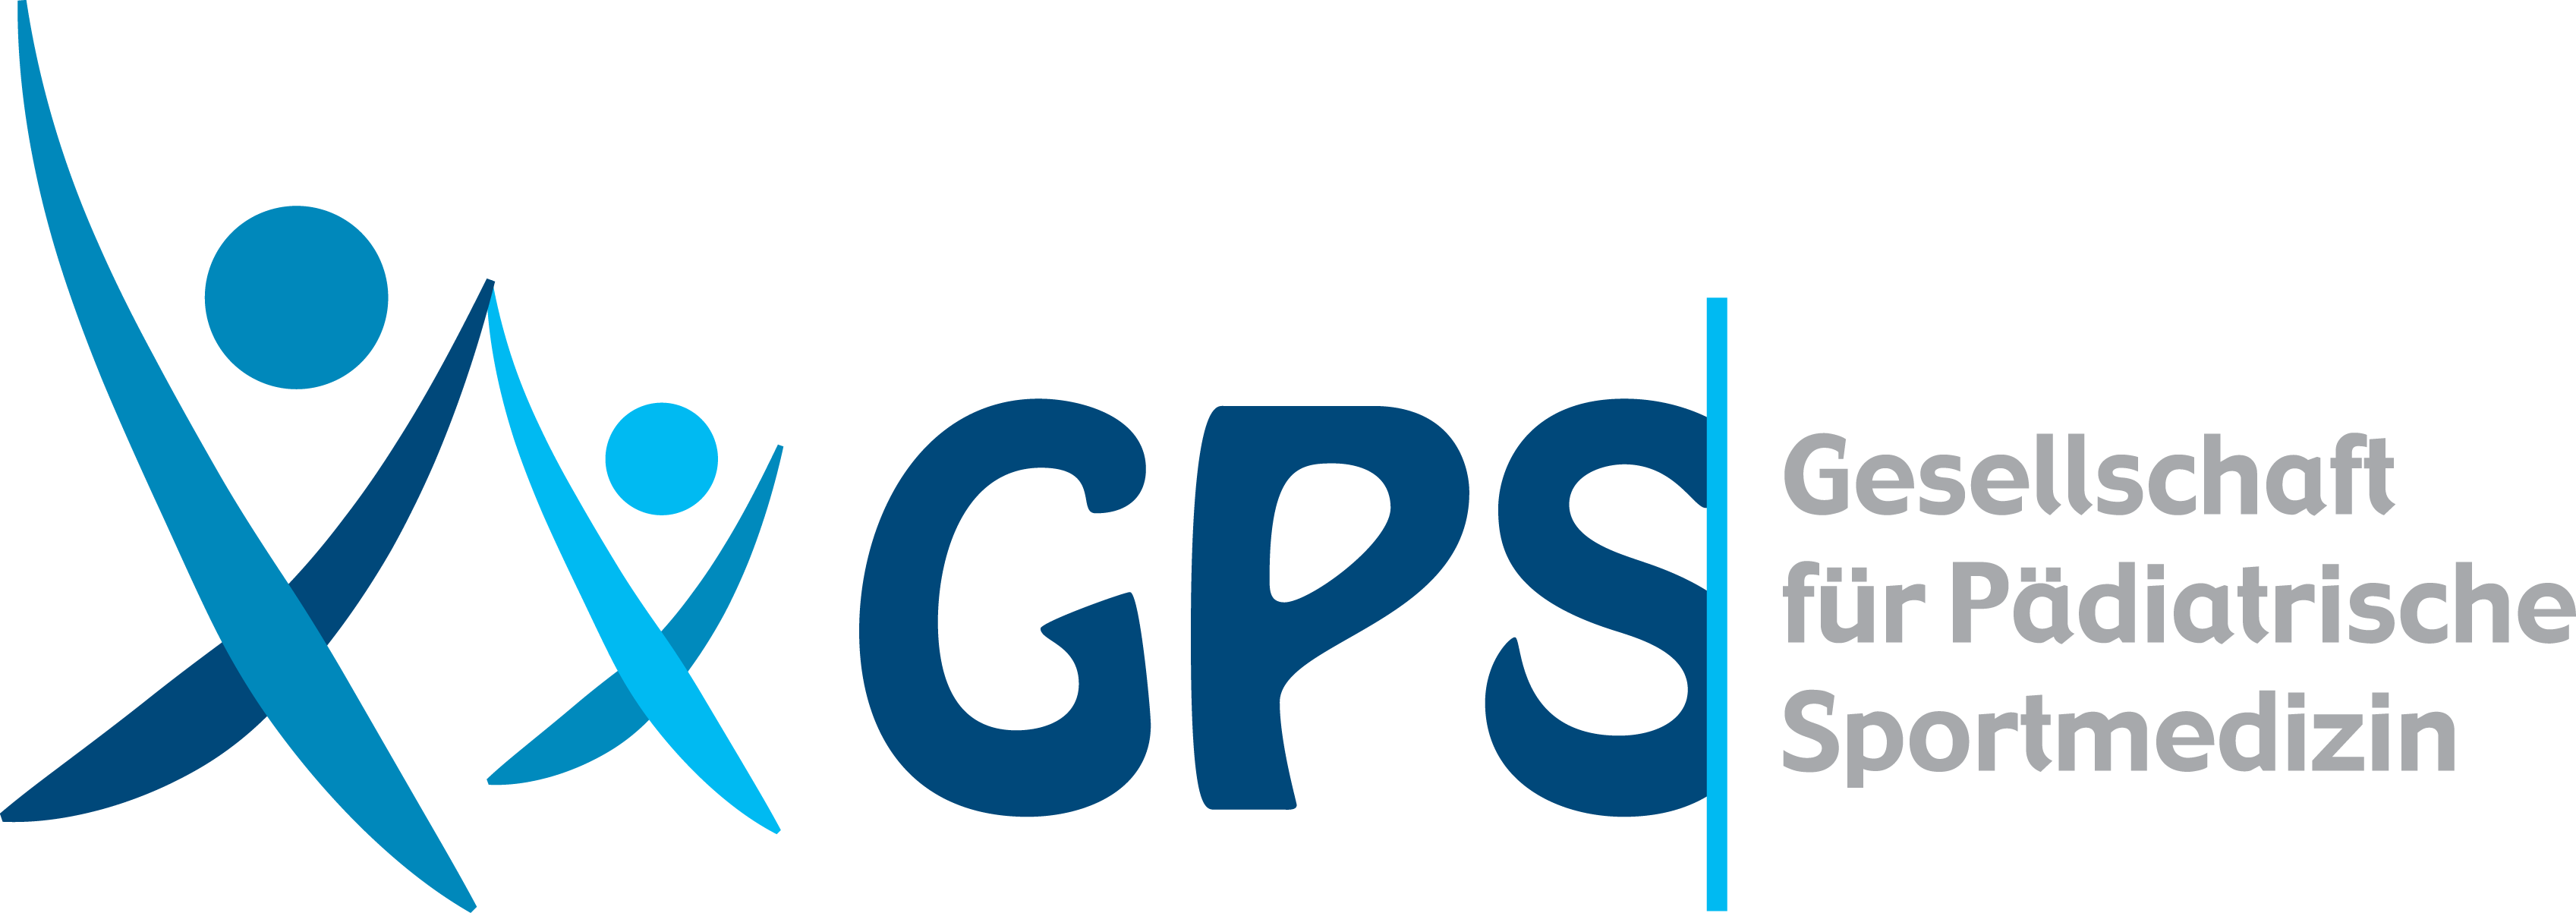 GPS
Gesellschaft
für Pädiatrische
Sportmedizin